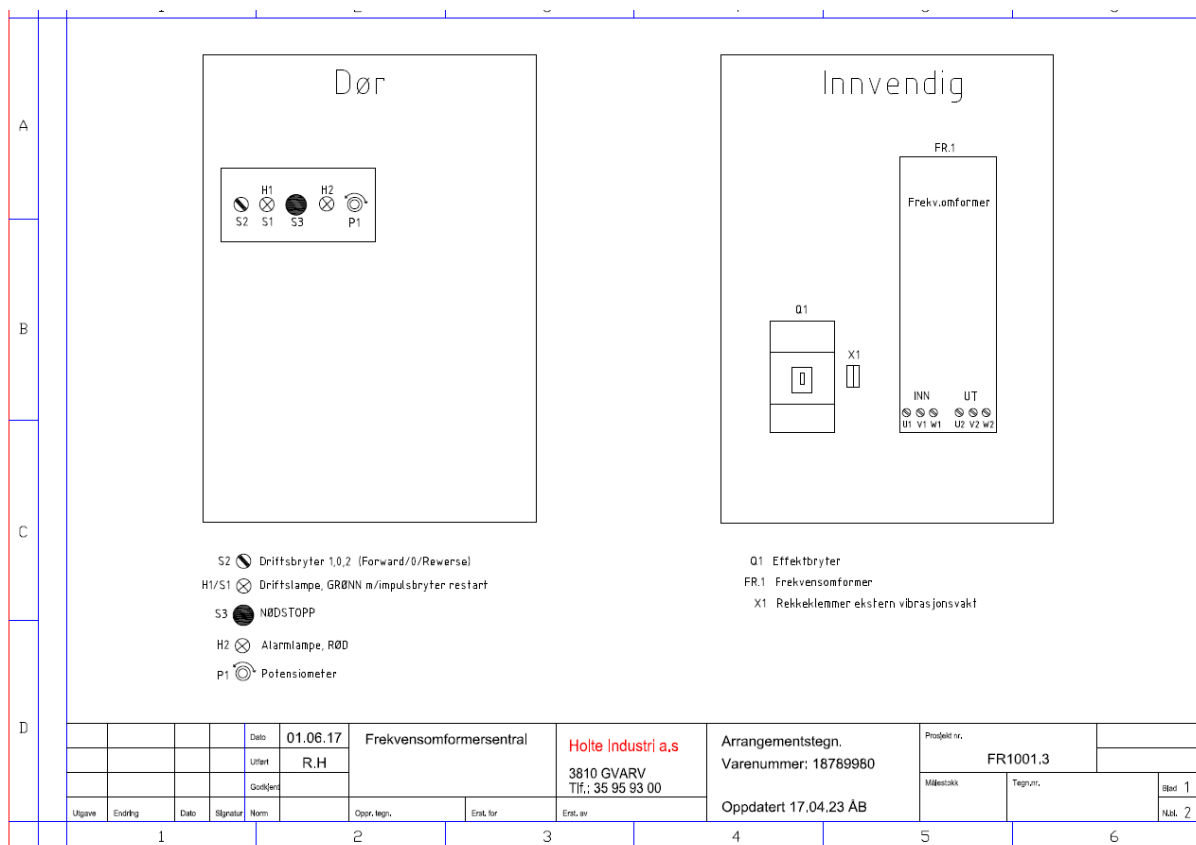 Dør
H1 H2
S2 S1 S3 P1
Innvendig
FR.1
Frekv.omformer
Q1
X1
INN UT
U1 V1 W1 U2 V2 W2
A
B
C
D
S2 Driftsbryter 1,0,2 (Forward/0/Rewerse)
H1/S1 Driftslampe, GRØNN m/impulsbryter restart
S3 NØDSTOPP
H2 Alarmlampe, RØD
P1 Potensiometer
Q1 Effektbryter
FR.1 Frekvensomformer
X1 Rekkeklemmer ekstern vibrasjonsvakt
Dato 01.06.17
Utført R.H
Godkjent
Utgave Endring Dato Signatur Norm
Frekvensomformersentral
Oppr. tegn. Erst. for Erst. av
Holte Industri a.s
3810 GVARV
Tlf.: 35 95 93 00
Arrangementstegn.
Varenummer: 18789980
Oppdatert 17.04.23 ÅB
Prosjekt nr.
FR1001.3
Målestokk Tegn.nr.
Blad 1
N.bl. 2
1 2 3 4 5 6